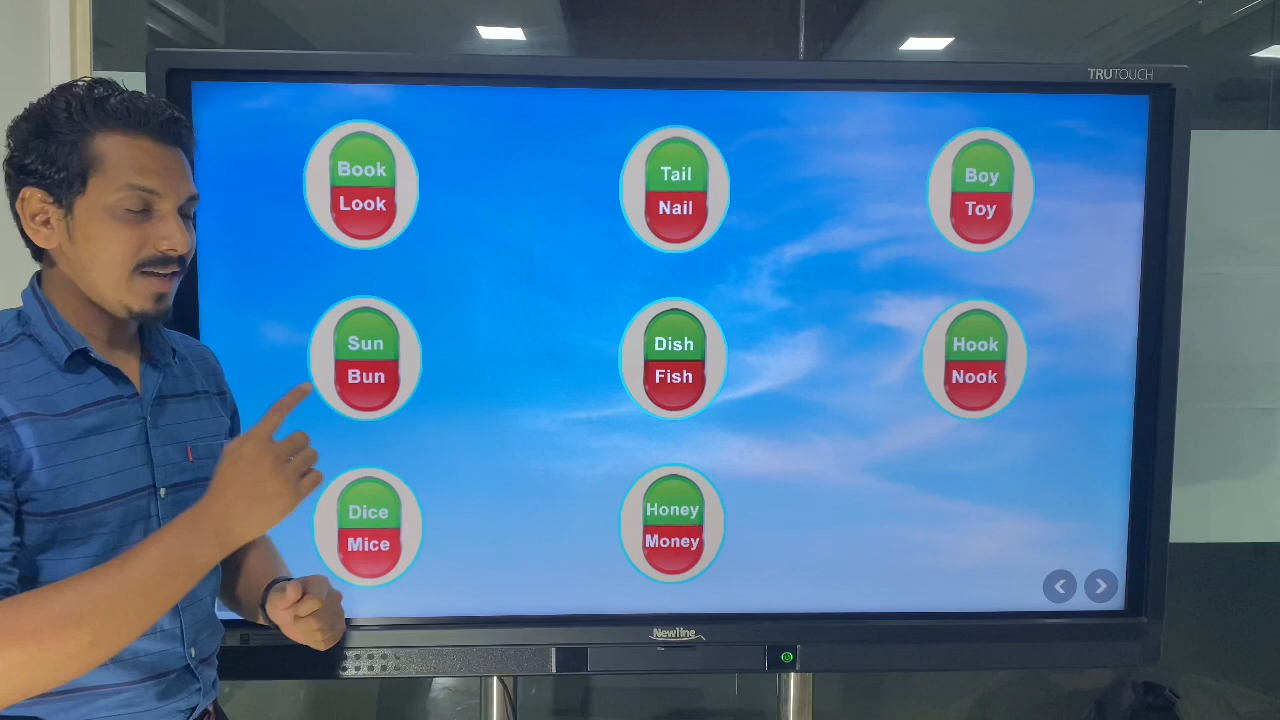 TRUTOUCH
Book
Look
Tail
Nail
Boy
Toy
Sun
Bun
Dish
Fish
Hook
Nook
Dice
Mice
Honey
Money
Newline